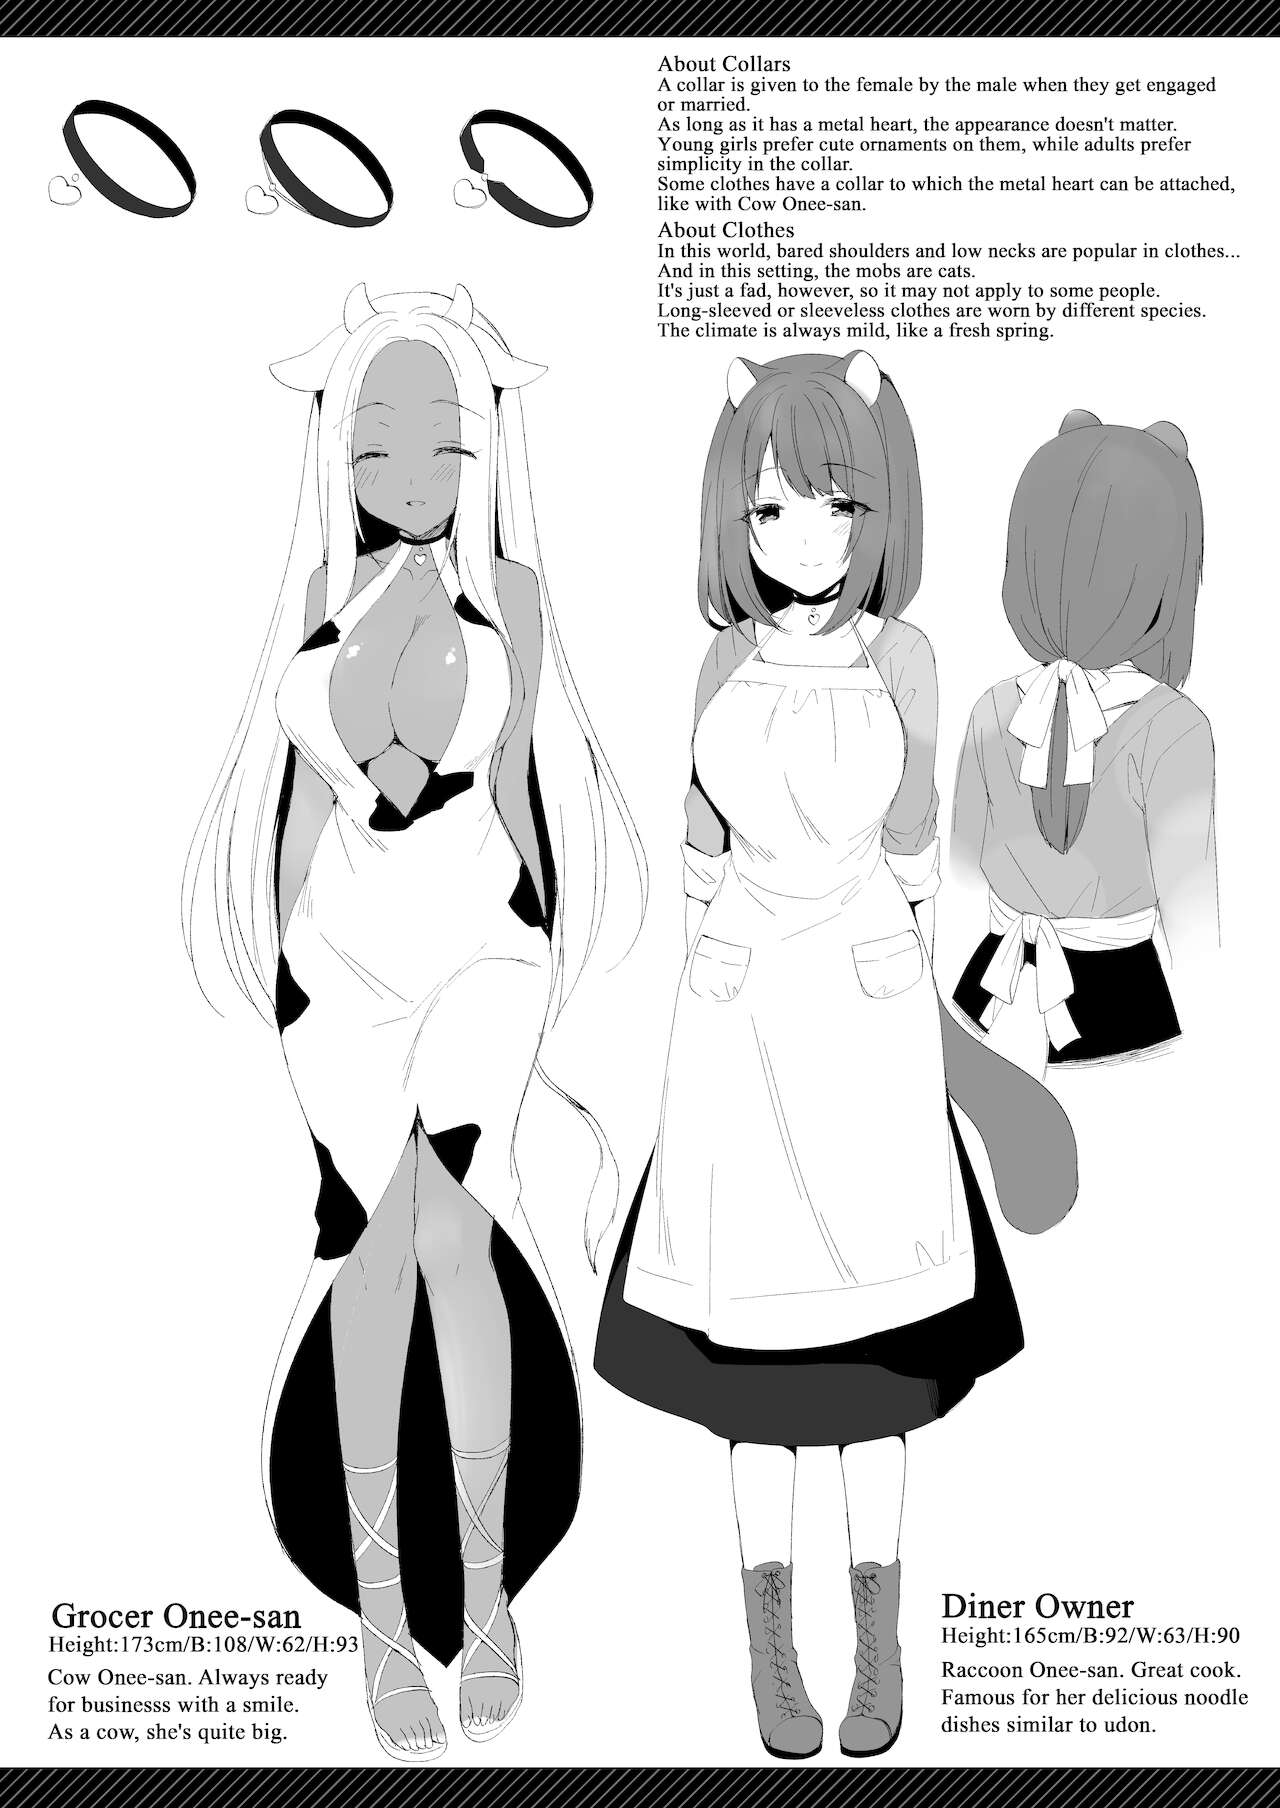 About Collars
A collar is given to the female by the male when they get engaged
or married.
As long as it has a metal heart, the appearance doesn't matter.
Young girls prefer cute ornaments on them, while adults prefer
simplicity in the collar.
Some clothes have a collar to which the metal heart can be attached,
like with Cow Onee-san.
About Clothes
In this world, bared shoulders and low necks are popular in clothes...
And in this setting, the mobs are cats.
It's just a fad, however, so it may not apply to some people.
Long-sleeved or sleeveless clothes are worn by different species.
The climate is always mild, like a fresh spring.
Grocer Onee-san
Height:173cm/B:108/W:62/H:93
Cow Onee-san. Always ready
for businesss with a smile.
As a cow, she's quite big.
Diner Owner
Height:165cm/B:92/W:63/H:90
Raccoon Onee-san. Great cook.
Famous for her delicious noodle
dishes similar to udon.